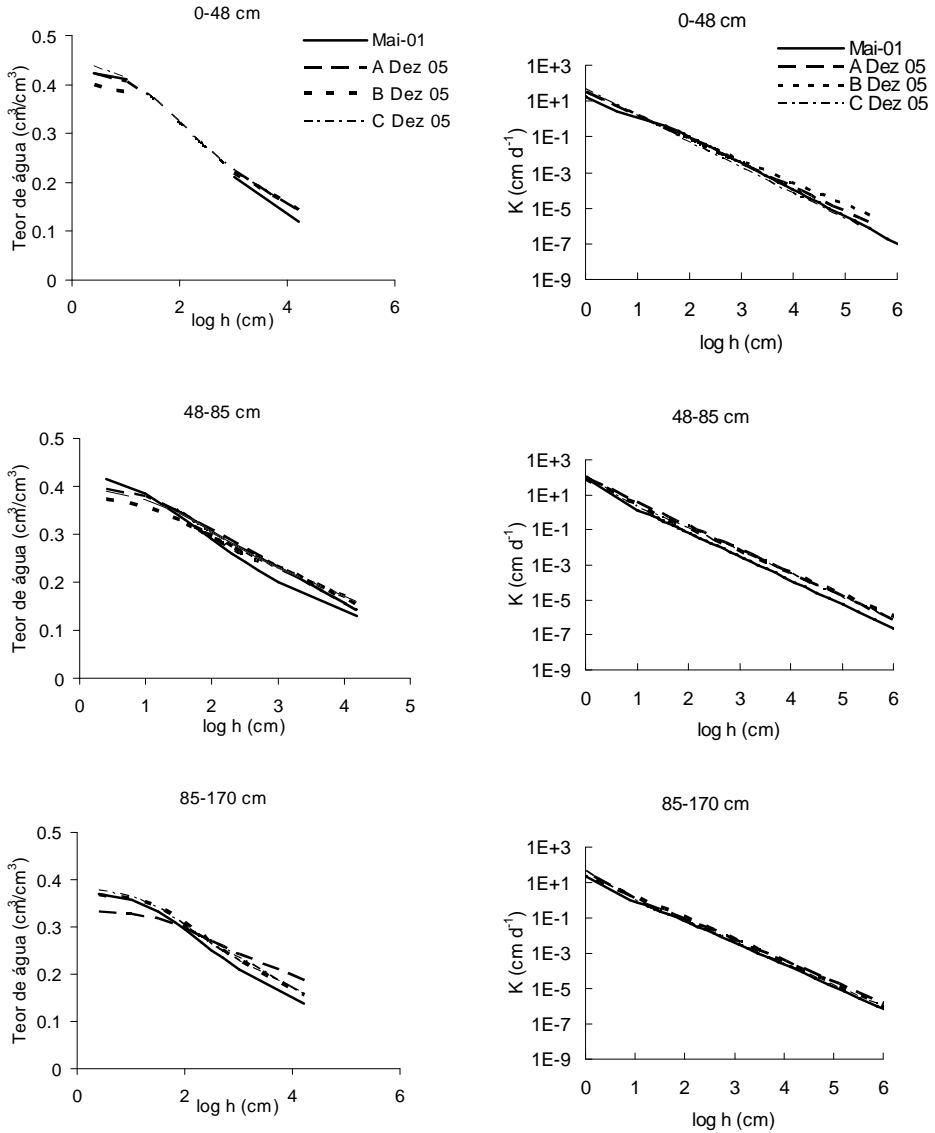 0-48 cm
0.5
0.4
0.3
0.2
0.1
0
Teor de água (cm³/cm³)
0 2 4 6
log h (cm)
Mai-01
A Dez 05
B Dez 05
C Dez 05
0-48 cm
1E+3
1E+1
1E-1
1E-3
1E-5
1E-7
1E-9
K (cm d⁻¹)
0 1 2 3 4 5 6
log h (cm)
Mai-01
A Dez 05
B Dez 05
C Dez 05
48-85 cm
0.5
0.4
0.3
0.2
0.1
0
Teor de água (cm³/cm³)
0 1 2 3 4 5
log h (cm)
48-85 cm
1E+3
1E+1
1E-1
1E-3
1E-5
1E-7
1E-9
K (cm d⁻¹)
0 1 2 3 4 5 6
log h (cm)
85-170 cm
0.5
0.4
0.3
0.2
0.1
0
Teor de água (cm³/cm³)
0 2 4 6
log h (cm)
85-170 cm
1E+3
1E+1
1E-1
1E-3
1E-5
1E-7
1E-9
K (cm d⁻¹)
0 1 2 3 4 5 6
log h (cm)